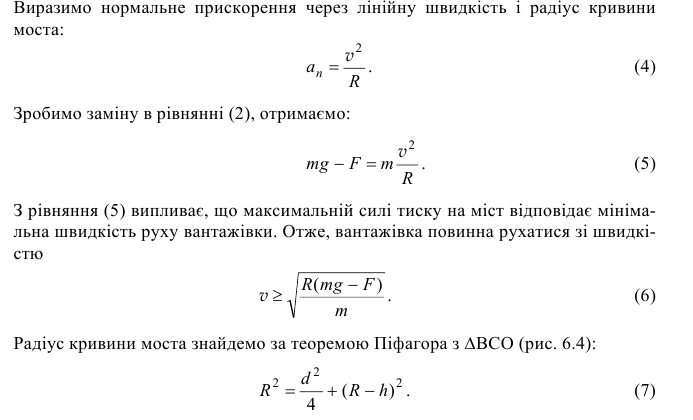 Виразимо нормальне прискорення через лінійну швидкість і радіус кривини
моста:
aₙ = v²/R . (4)
Зробимо заміну в рівнянні (2), отримаємо:
mg − F = m v²/R . (5)
З рівняння (5) випливає, що максимальній силі тиску на міст відповідає мініма-
льна швидкість руху вантажівки. Отже, вантажівка повинна рухатися зі швидкі-
стю
v ≥ √(R(mg − F)/m) . (6)
Радіус кривини моста знайдемо за теоремою Піфагора з ΔВСО (рис. 6.4):
R² = d²/4 + (R − h)² . (7)